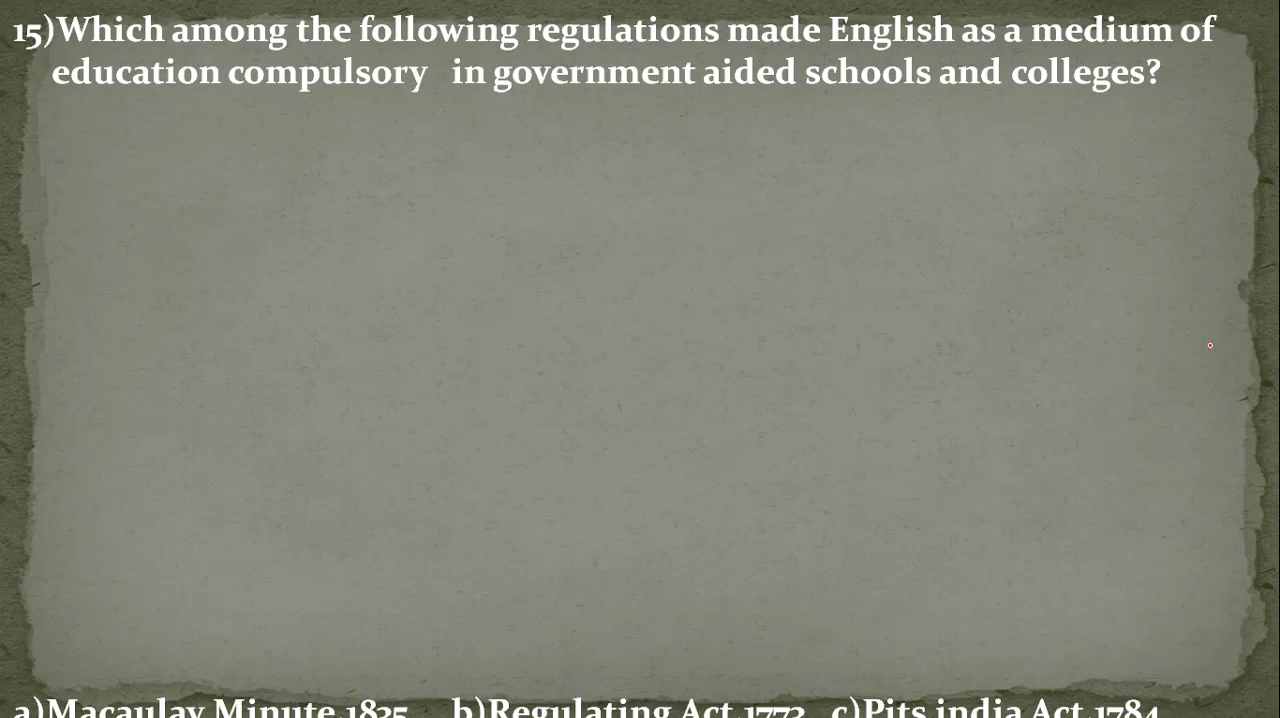 15)Which among the following regulations made English as a medium of
education compulsory in government aided schools and colleges?
a)Macaulay Minute 1835 b)Regulating Act 1773 c)Pits india Act 1784